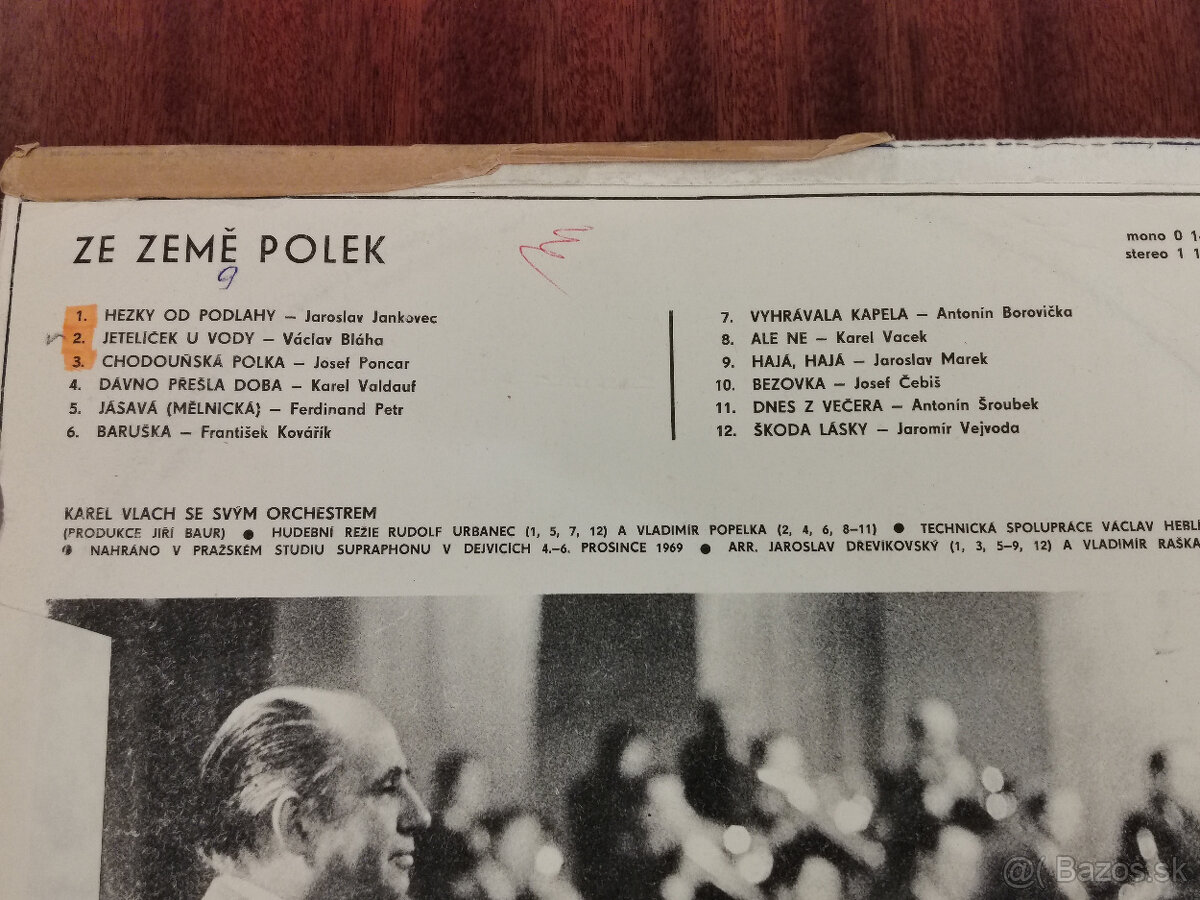 ZE ZEMĚ POLEK
9
mono 0 1
stereo 1 1
1. HEZKY OD PODLAHY – Jaroslav Jankovec
2. JETELÍČEK U VODY – Václav Bláha
3. CHODOUŇSKÁ POLKA – Josef Poncar
4. DÁVNO PŘEŠLA DOBA – Karel Valdauf
5. JÁSAVÁ (MĚLNICKÁ) – Ferdinand Petr
6. BARUŠKA – František Kovářík
7. VYHRÁVALA KAPELA – Antonín Borovička
8. ALE NE – Karel Vacek
9. HAJÁ, HAJÁ – Jaroslav Marek
10. BEZOVKA – Josef Čebiš
11. DNES Z VEČERA – Antonín Šroubek
12. ŠKODA LÁSKY – Jaromír Vejvoda
KAREL VLACH SE SVÝM ORCHESTREM
(PRODUKCE JIŘÍ BAUR) ● HUDEBNÍ REŽIE RUDOLF URBANEC (1, 5, 7, 12) A VLADIMÍR POPELKA (2, 4, 6, 8–11) ● TECHNICKÁ SPOLUPRÁCE VÁCLAV HEBLÍ
● NAHRÁNO V PRAŽSKÉM STUDIU SUPRAPHONU V DEJVICÍCH 4.–6. PROSINCE 1969 ● ARR. JAROSLAV DŘEVIKOVSKÝ (1, 3, 5–9, 12) A VLADIMÍR RAŠKA
@( Bazos.sk